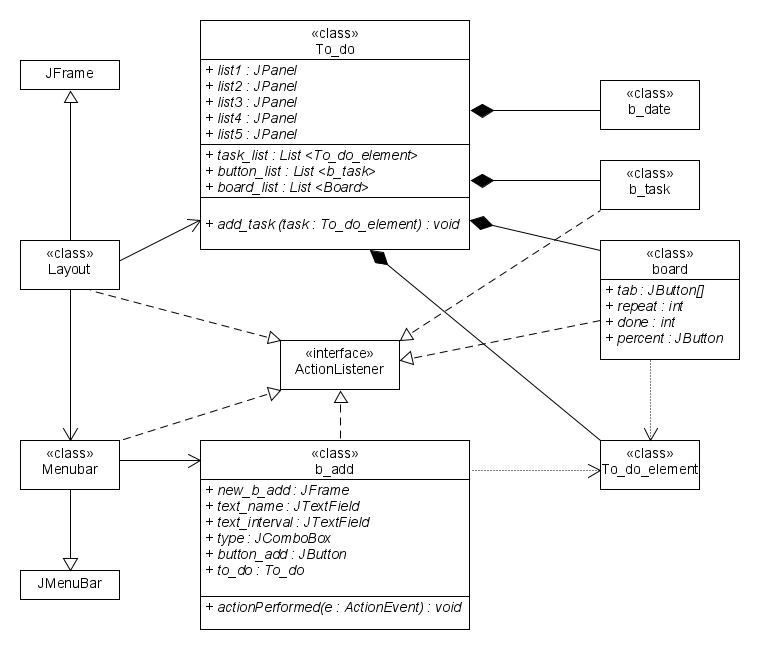 «class»
To_do
+ list1 : JPanel
+ list2 : JPanel
+ list3 : JPanel
+ list4 : JPanel
+ list5 : JPanel
+ task_list : List <To_do_element>
+ button_list : List <b_task>
+ board_list : List <Board>
+ add_task (task : To_do_element) : void
JFrame
«class»
b_date
«class»
b_task
«class»
Layout
«class»
board
+ tab : JButton[]
+ repeat : int
+ done : int
+ percent : JButton
«interface»
ActionListener
«class»
Menubar
«class»
b_add
+ new_b_add : JFrame
+ text_name : JTextField
+ text_interval : JTextField
+ type : JComboBox
+ button_add : JButton
+ to_do : To_do
+ actionPerformed(e : ActionEvent) : void
«class»
To_do_element
JMenuBar